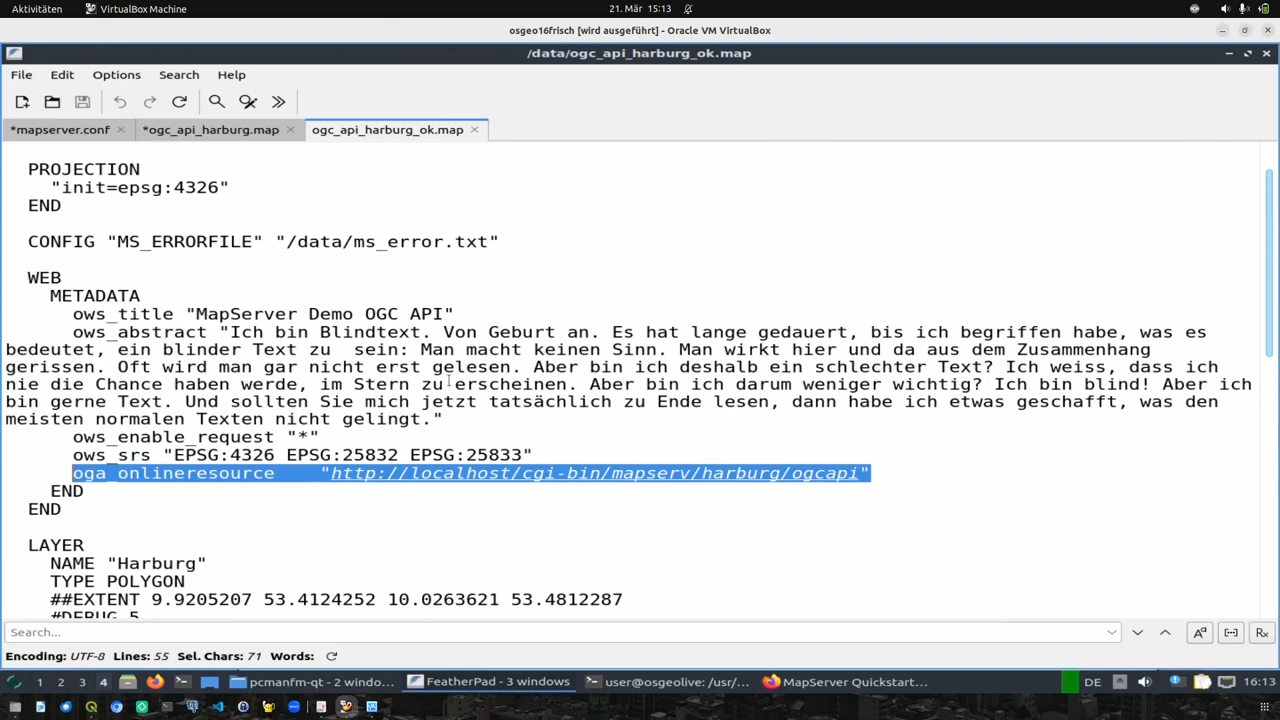 Aktivitäten VirtualBox Machine 21. Mär 15:13
osgeo16frisch [wird ausgeführt] - Oracle VM VirtualBox
/data/ogc_api_harburg_ok.map
File Edit Options Search Help
*mapserver.conf *ogc_api_harburg.map ogc_api_harburg_ok.map
PROJECTION
"init=epsg:4326"
END
CONFIG "MS_ERRORFILE" "/data/ms_error.txt"
WEB
METADATA
ows_title "MapServer Demo OGC API"
ows_abstract "Ich bin Blindtext. Von Geburt an. Es hat lange gedauert, bis ich begriffen habe, was es
bedeutet, ein blinder Text zu  sein: Man macht keinen Sinn. Man wirkt hier und da aus dem Zusammenhang
gerissen. Oft wird man gar nicht erst gelesen. Aber bin ich deshalb ein schlechter Text? Ich weiss, dass ich
nie die Chance haben werde, im Stern zu erscheinen. Aber bin ich darum weniger wichtig? Ich bin blind! Aber ich
bin gerne Text. Und sollten Sie mich jetzt tatsächlich zu Ende lesen, dann habe ich etwas geschafft, was den
meisten normalen Texten nicht gelingt."
ows_enable_request "*"
ows_srs "EPSG:4326 EPSG:25832 EPSG:25833"
oga_onlineresource    "http://localhost/cgi-bin/mapserv/harburg/ogcapi"
END
END
LAYER
NAME "Harburg"
TYPE POLYGON
##EXTENT 9.9205207 53.4124252 10.0263621 53.4812287
#DEBUG 5
Search...
Encoding: UTF-8 Lines: 55 Sel. Chars: 71 Words:
1 2 3 4 pcmanfm-qt - 2 windo... FeatherPad - 3 windows user@osgeolive: /usr/... MapServer Quickstart... DE 16:13